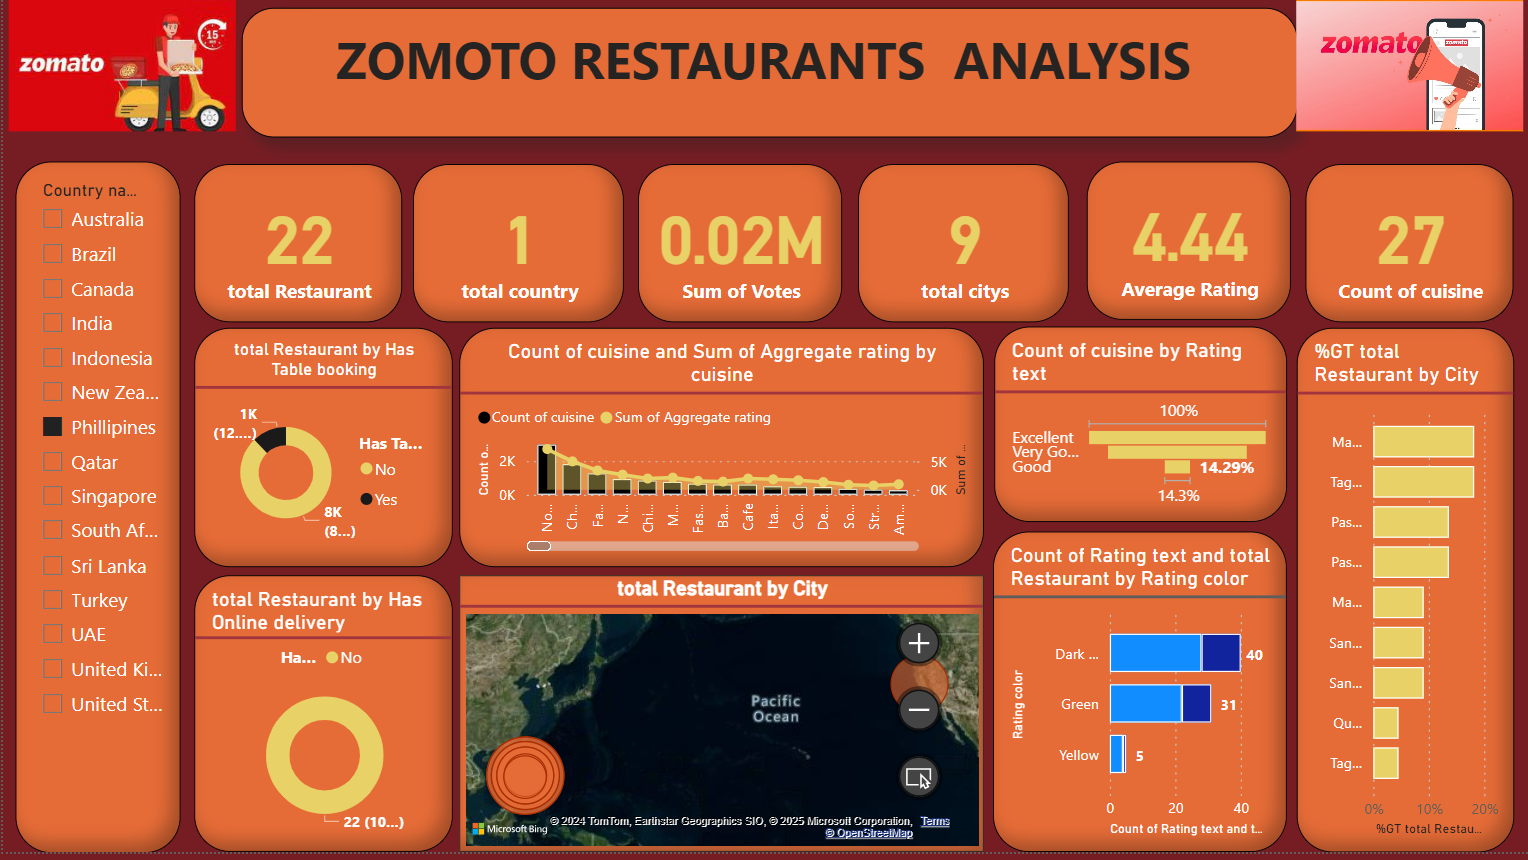 zomato
15
ZOMOTO RESTAURANTS ANALYSIS
zomato
zomato
Country na...
Australia
Brazil
Canada
India
Indonesia
New Zea...
Phillipines
Qatar
Singapore
South Af...
Sri Lanka
Turkey
UAE
United Ki...
United St...
22
total Restaurant
1
total country
0.02M
Sum of Votes
9
total citys
4.44
Average Rating
27
Count of cuisine
total Restaurant by Has
Table booking
1K
(12....)
Has Ta...
No
Yes
8K
(8...)
Count of cuisine and Sum of Aggregate rating by
cuisine
Count of cuisine
Sum of Aggregate rating
Count o...
2K
0K
5K
0K
Sum of ...
No...
Ch...
Fa...
N...
Chi...
M...
Fas...
Ba...
Cafe
Ita...
Co...
De...
So...
Str...
Am...
Count of cuisine by Rating
text
100%
Excellent
Very Go...
Good
14.29%
14.3%
%GT total
Restaurant by City
Ma...
Tag...
Pas...
Pas...
Ma...
San...
San...
Qu...
Tag...
0%
10%
20%
%GT total Restau...
total Restaurant by Has
Online delivery
Ha...
No
22 (10...)
total Restaurant by City
Pacific
Ocean
Microsoft Bing
© 2024 TomTom, Earthstar Geographics SIO, © 2025 Microsoft Corporation, Terms
© OpenStreetMap
Count of Rating text and total
Restaurant by Rating color
Rating color
Dark ...
40
Green
31
Yellow
5
0
20
40
Count of Rating text and t...